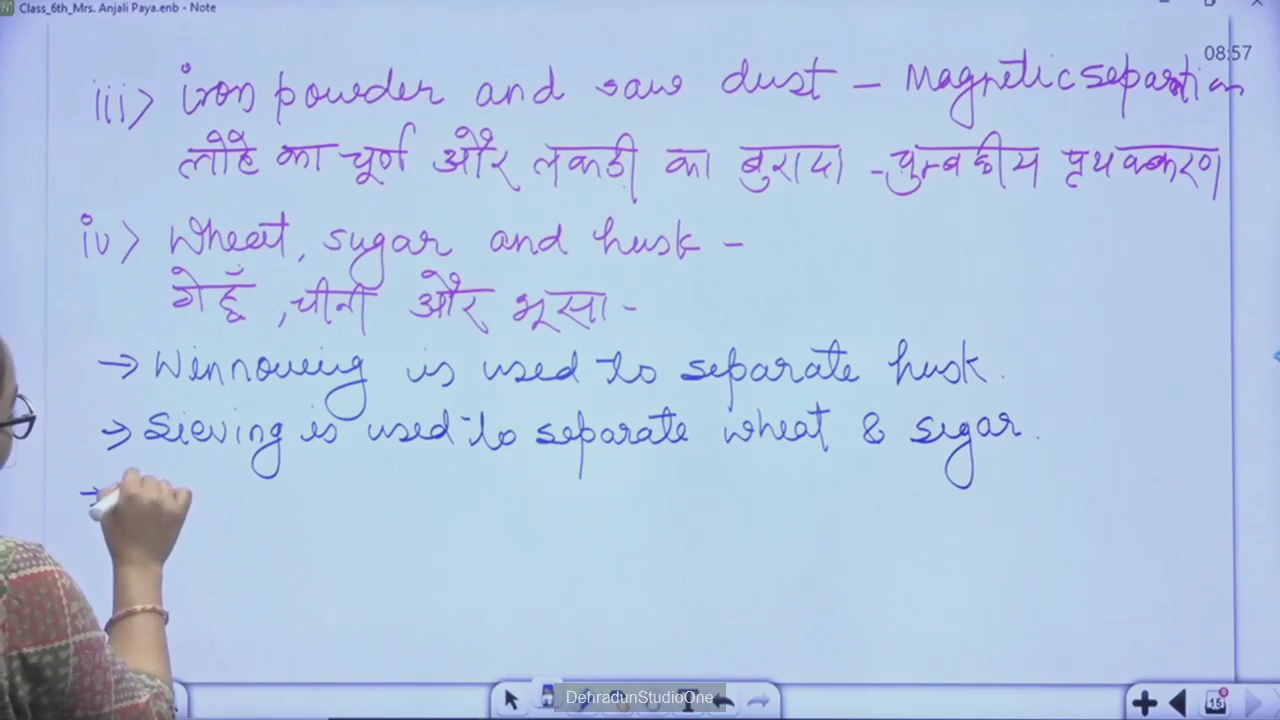 Class_6th_Mrs. Anjali Paya.enb - Note
08:57
iii> iron powder and saw dust - Magnetic separation
लोहे का चूर्ण और लकडी का बुरादा - चुम्बकीय पृथक्करण
iv> Wheat, sugar and husk -
गेहूँ , चीनी और भूसा -
→ Winnowing is used to separate husk.
→ Sieving is used to separate wheat & sigar.
→
DehradunStudioOne
15